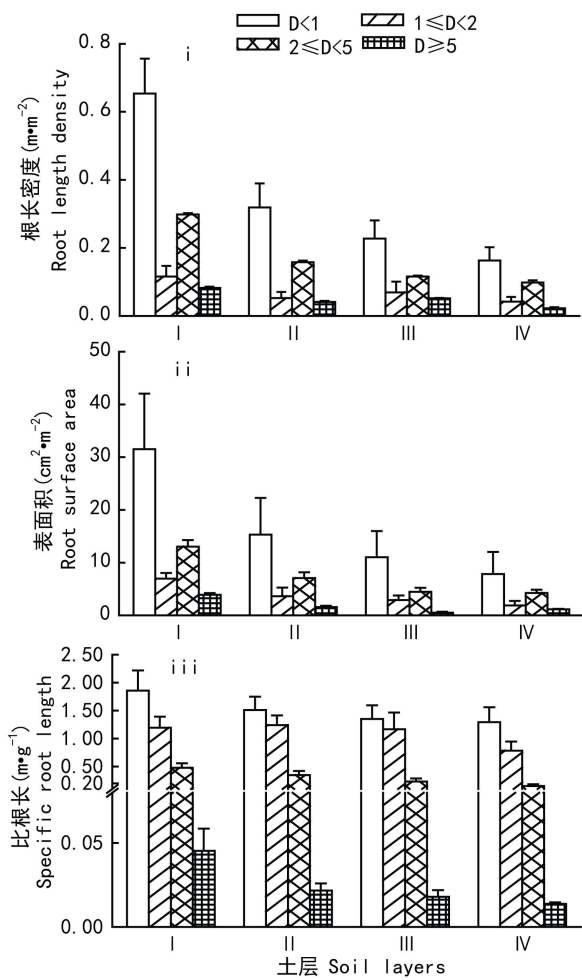 D<1 1≤D<2
2≤D<5 D≥5
i
0.8
0.6
0.4
0.2
0.0
根长密度(m•m⁻²)
Root length density
I II III IV
ii
50
40
30
20
10
0
表面积(cm²•m⁻²)
Root surface area
I II III IV
iii
2.50
2.00
1.50
1.00
0.50
0.20
0.05
0.00
比根长(m•g⁻¹)
Specific root length
I II III IV
土层 Soil layers